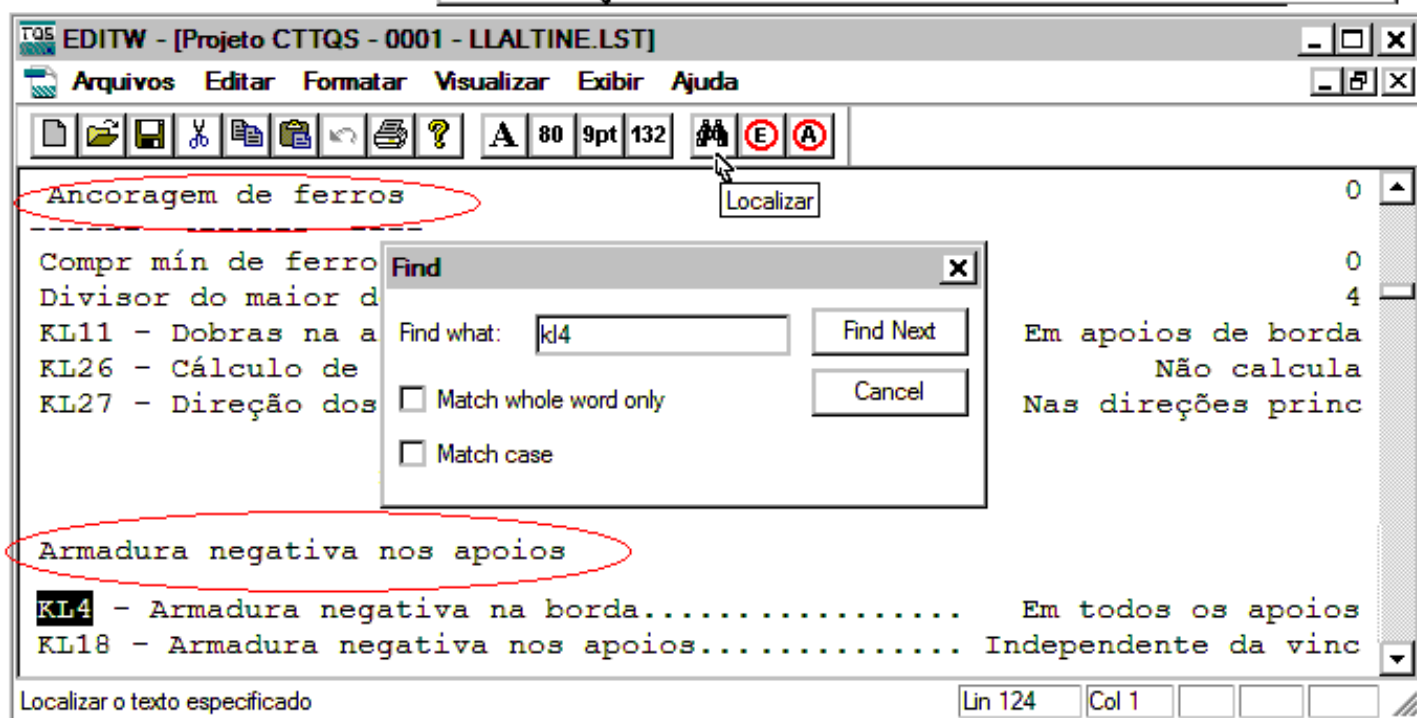 TQS EDITW - [Projeto CTTQS - 0001 - LLALTINE.LST]
Arquivos Editar Formatar Visualizar Exibir Ajuda
A 80 9pt 132 E A
Localizar
Ancoragem de ferros 0
Compr mín de ferro 0
Divisor do maior d 4
KL11 - Dobras na a Em apoios de borda
KL26 - Cálculo de Não calcula
KL27 - Direção dos Nas direções princ
Find
Find what: kl4 Find Next
Match whole word only Cancel
Match case
Armadura negativa nos apoios
KL4 - Armadura negativa na borda................. Em todos os apoios
KL18 - Armadura negativa nos apoios.............. Independente da vinc
Localizar o texto especificado Lin 124 Col 1